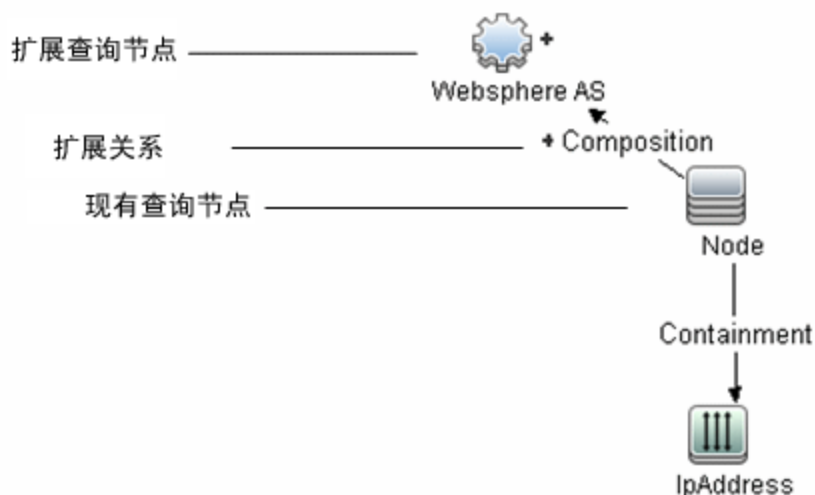 扩展查询节点
Websphere AS
扩展关系
Composition
现有查询节点
Node
Containment
IpAddress